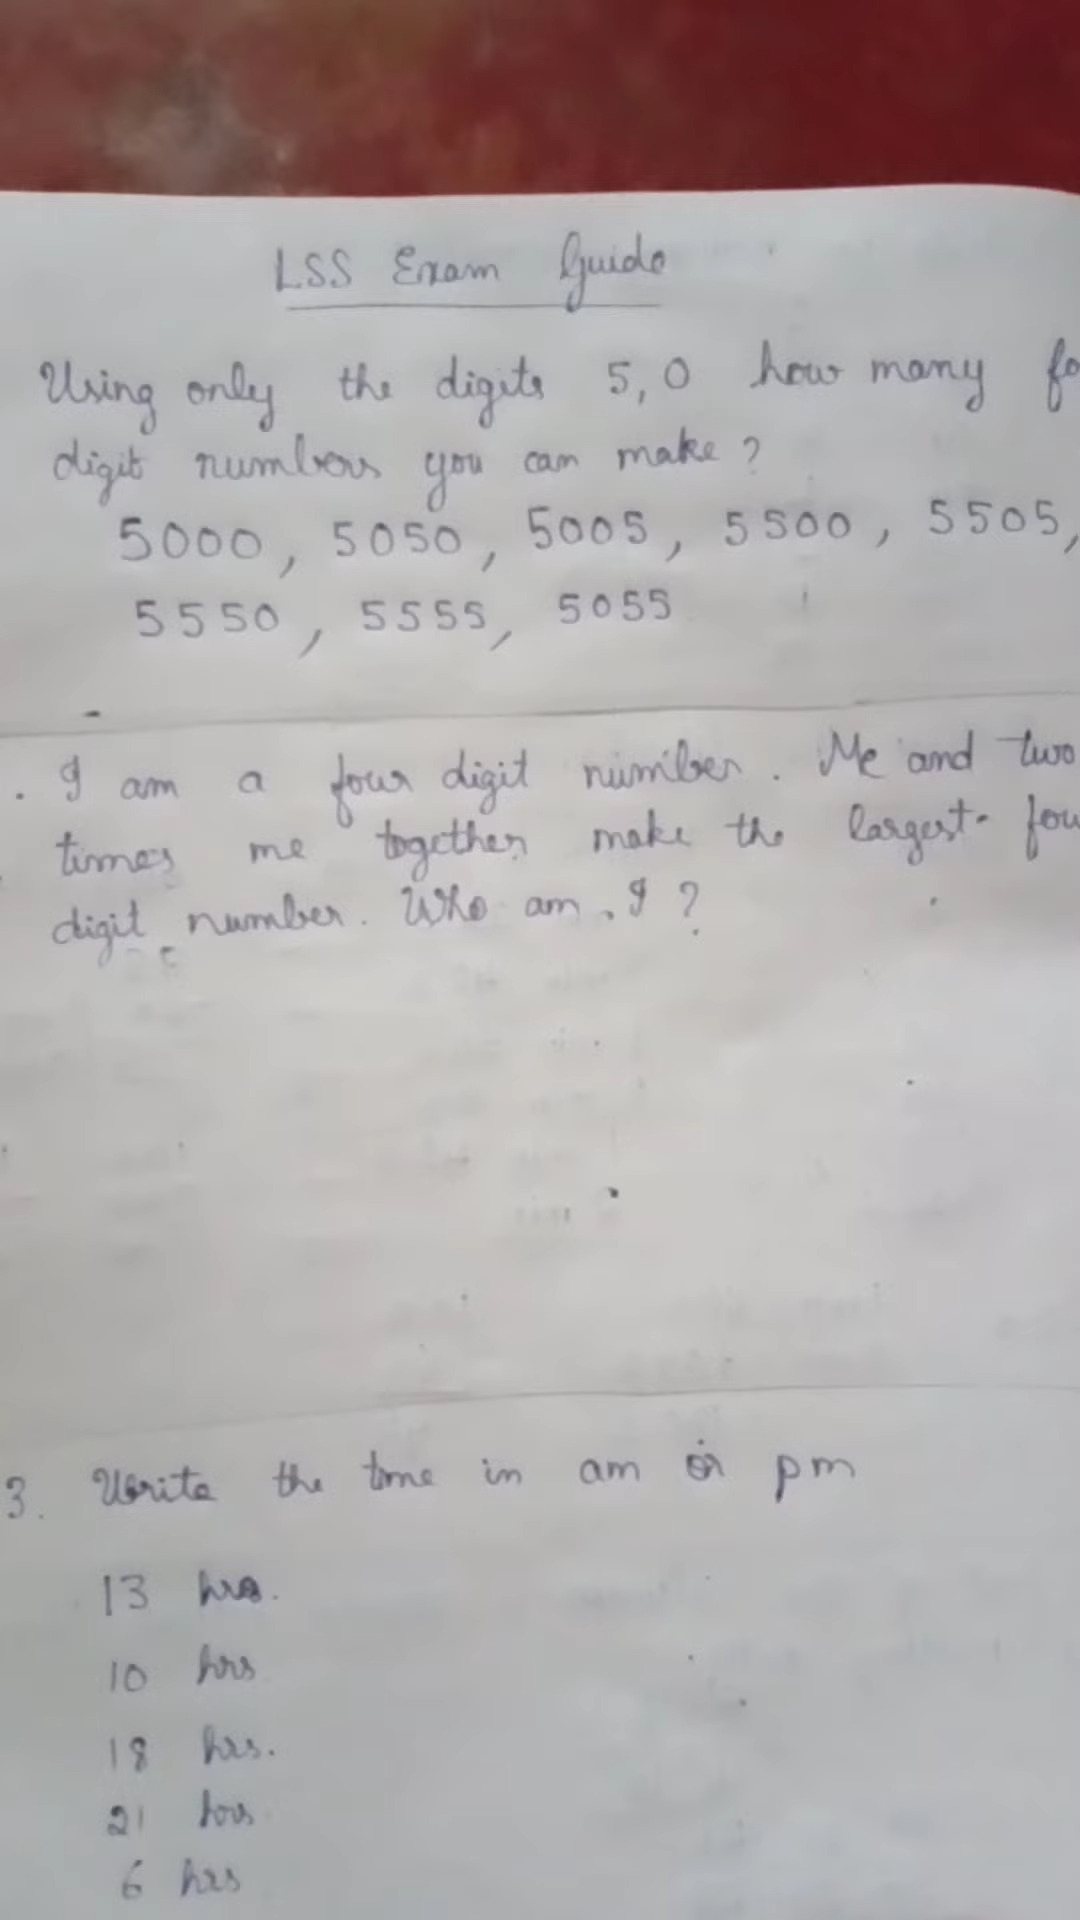 LSS Exam Guide
Using only the digits 5,0 how many fo
digit numbers you can make?
5000, 5050, 5005, 5500, 5505,
5550, 5555, 5055
. I am a four digit number. Me and two
times me together make the largest fou
digit number. Who am I?
3. Write the time in am or pm
13 hrs.
10 hrs
18 hrs.
21 hrs
6 hrs